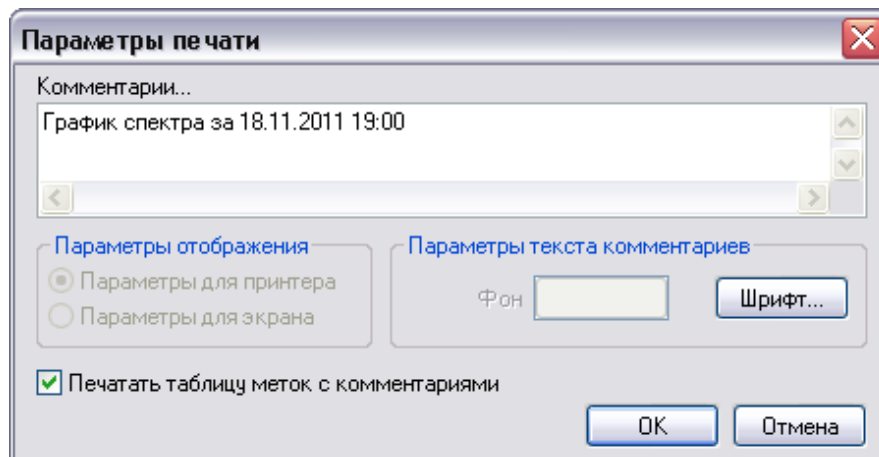 Параметры печати
Комментарии...
График спектра за 18.11.2011 19:00
Параметры отображения
Параметры для принтера
Параметры для экрана
Параметры текста комментариев
Фон
Шрифт...
Печатать таблицу меток с комментариями
OK
Отмена